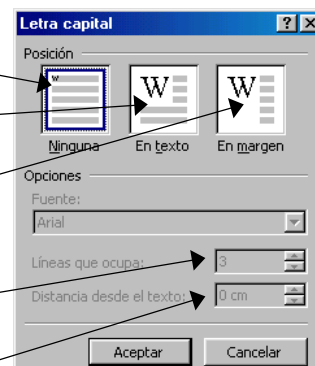 Letra capital
Posición
W W W
Ninguna En texto En margen
Opciones
Fuente:
Arial
Líneas que ocupa: 3
Distancia desde el texto: 0 cm
Aceptar Cancelar